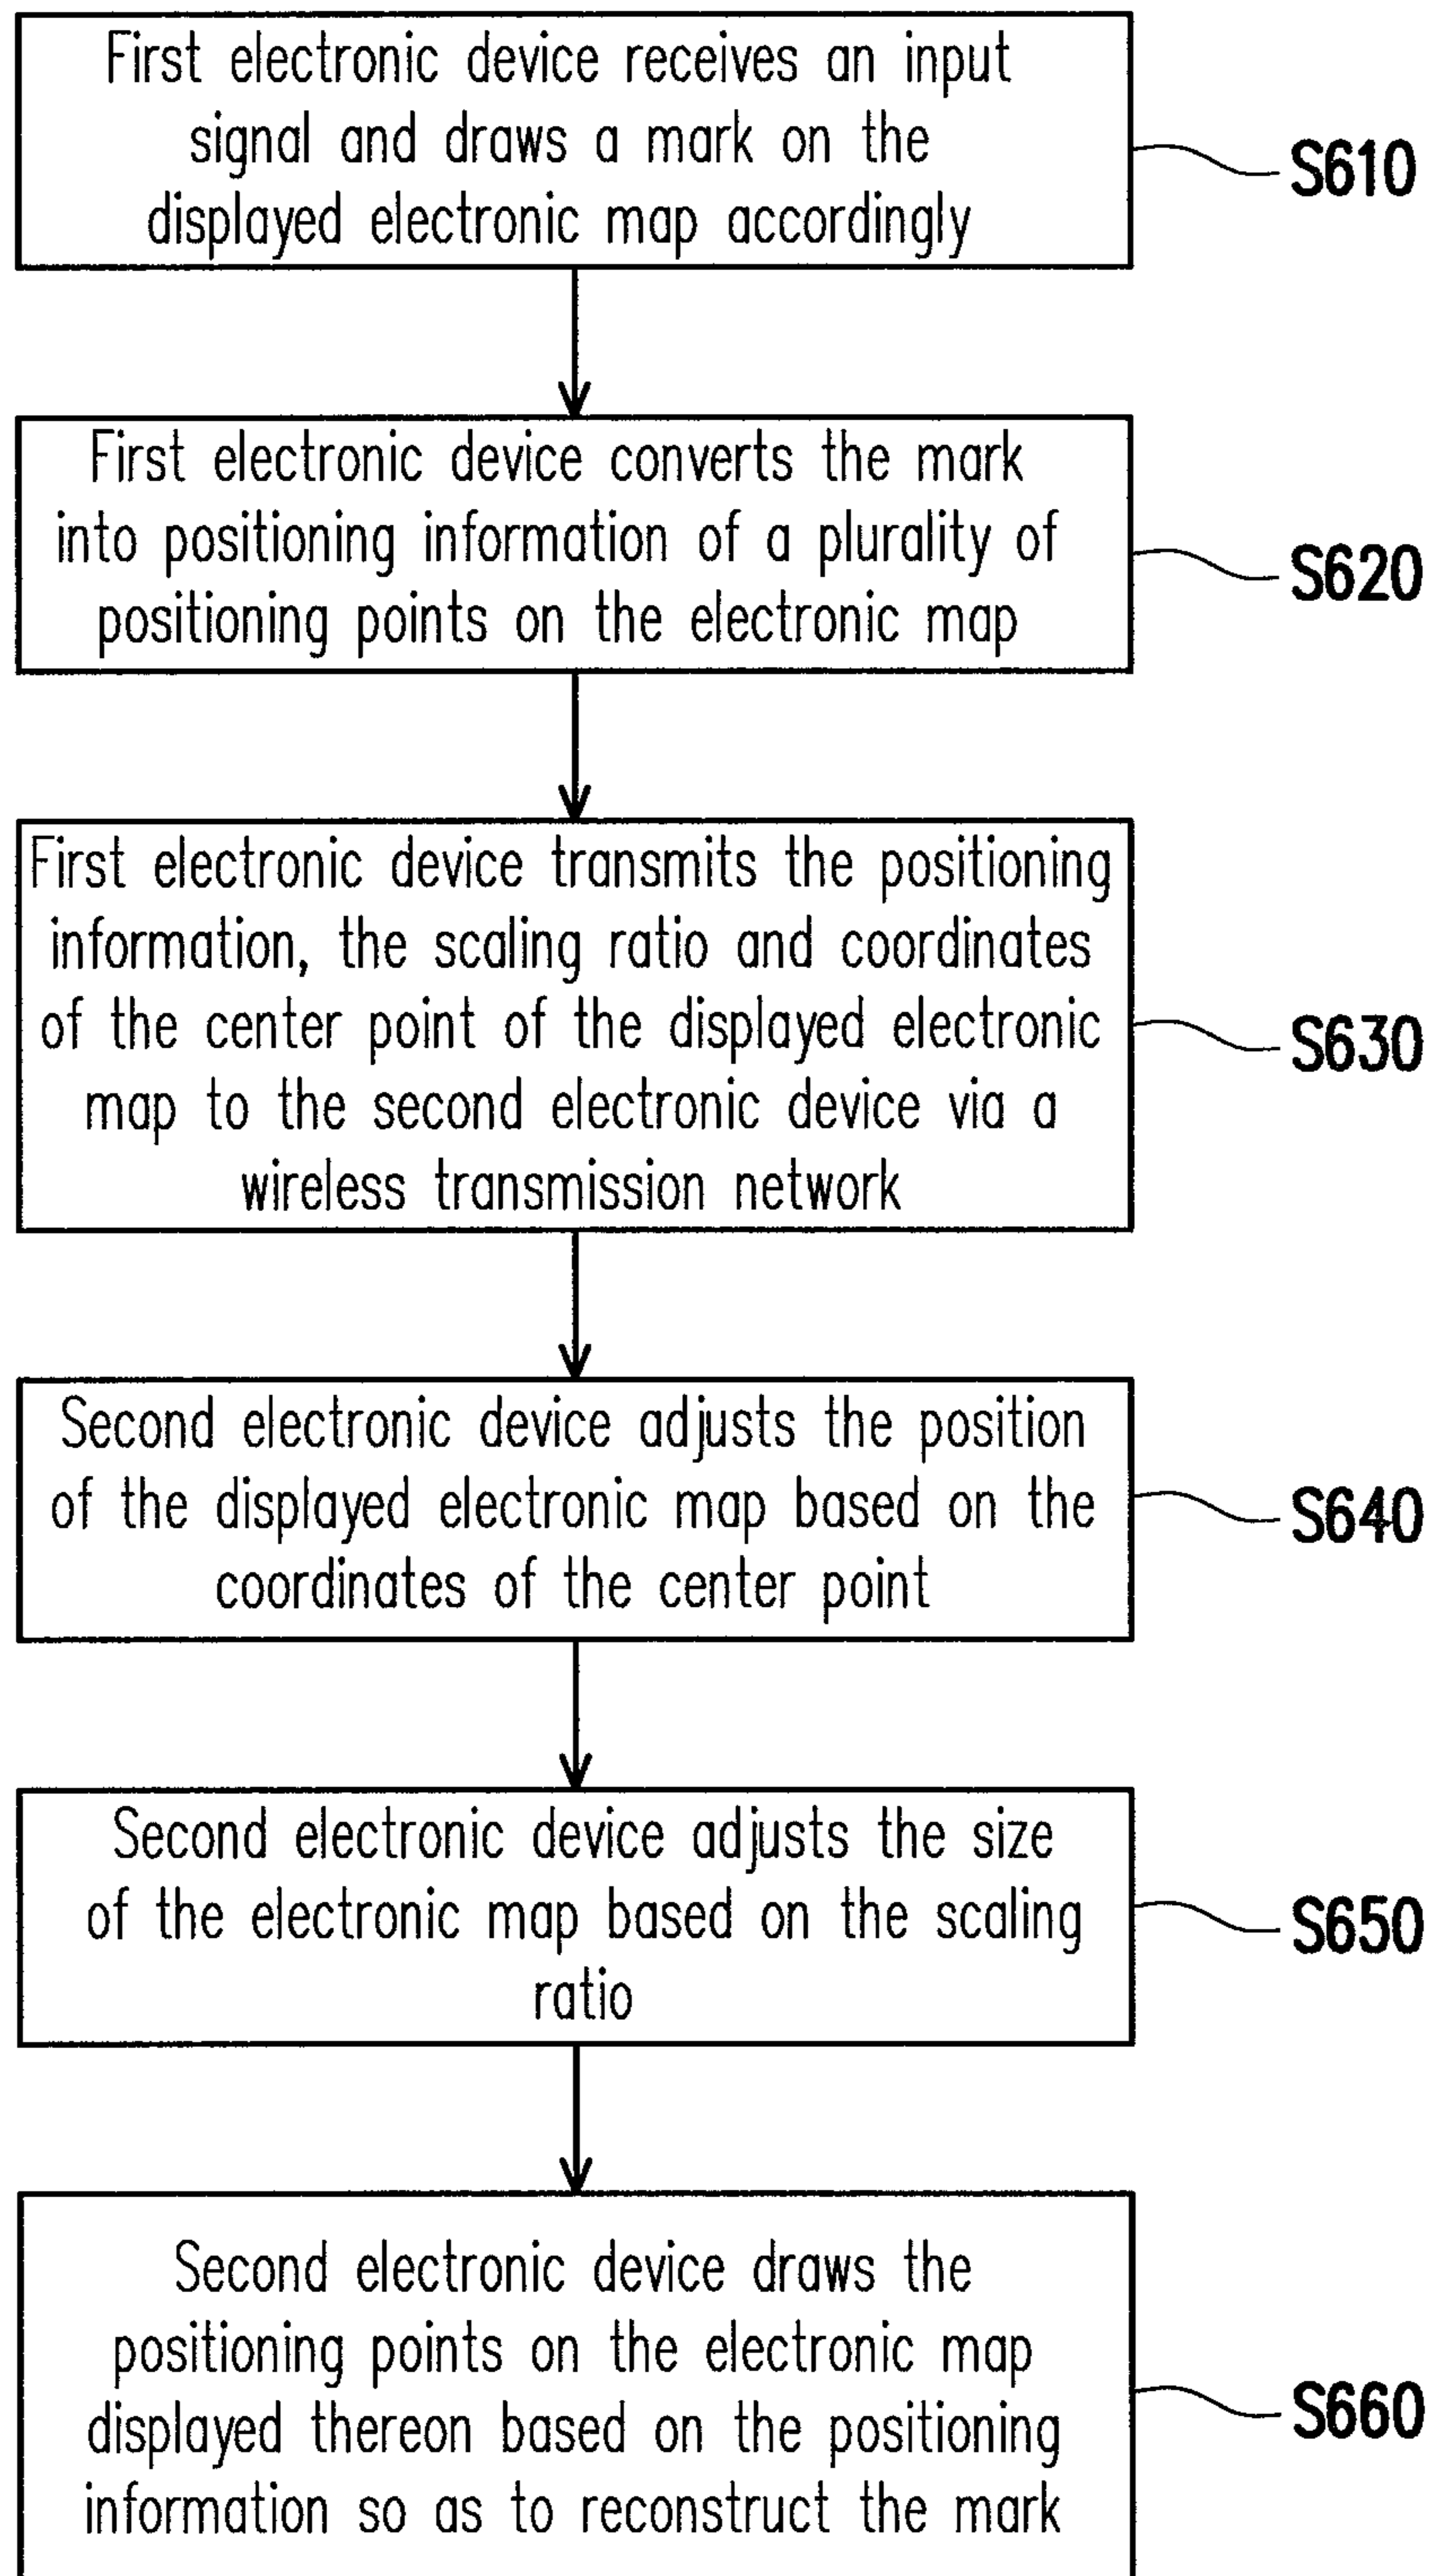 First electronic device receives an input
signal and draws a mark on the
displayed electronic map accordingly
S610
First electronic device converts the mark
into positioning information of a plurality of
positioning points on the electronic map
S620
First electronic device transmits the positioning
information, the scaling ratio and coordinates
of the center point of the displayed electronic
map to the second electronic device via a
wireless transmission network
S630
Second electronic device adjusts the position
of the displayed electronic map based on the
coordinates of the center point
S640
Second electronic device adjusts the size
of the electronic map based on the scaling
ratio
S650
Second electronic device draws the
positioning points on the electronic map
displayed thereon based on the positioning
information so as to reconstruct the mark
S660